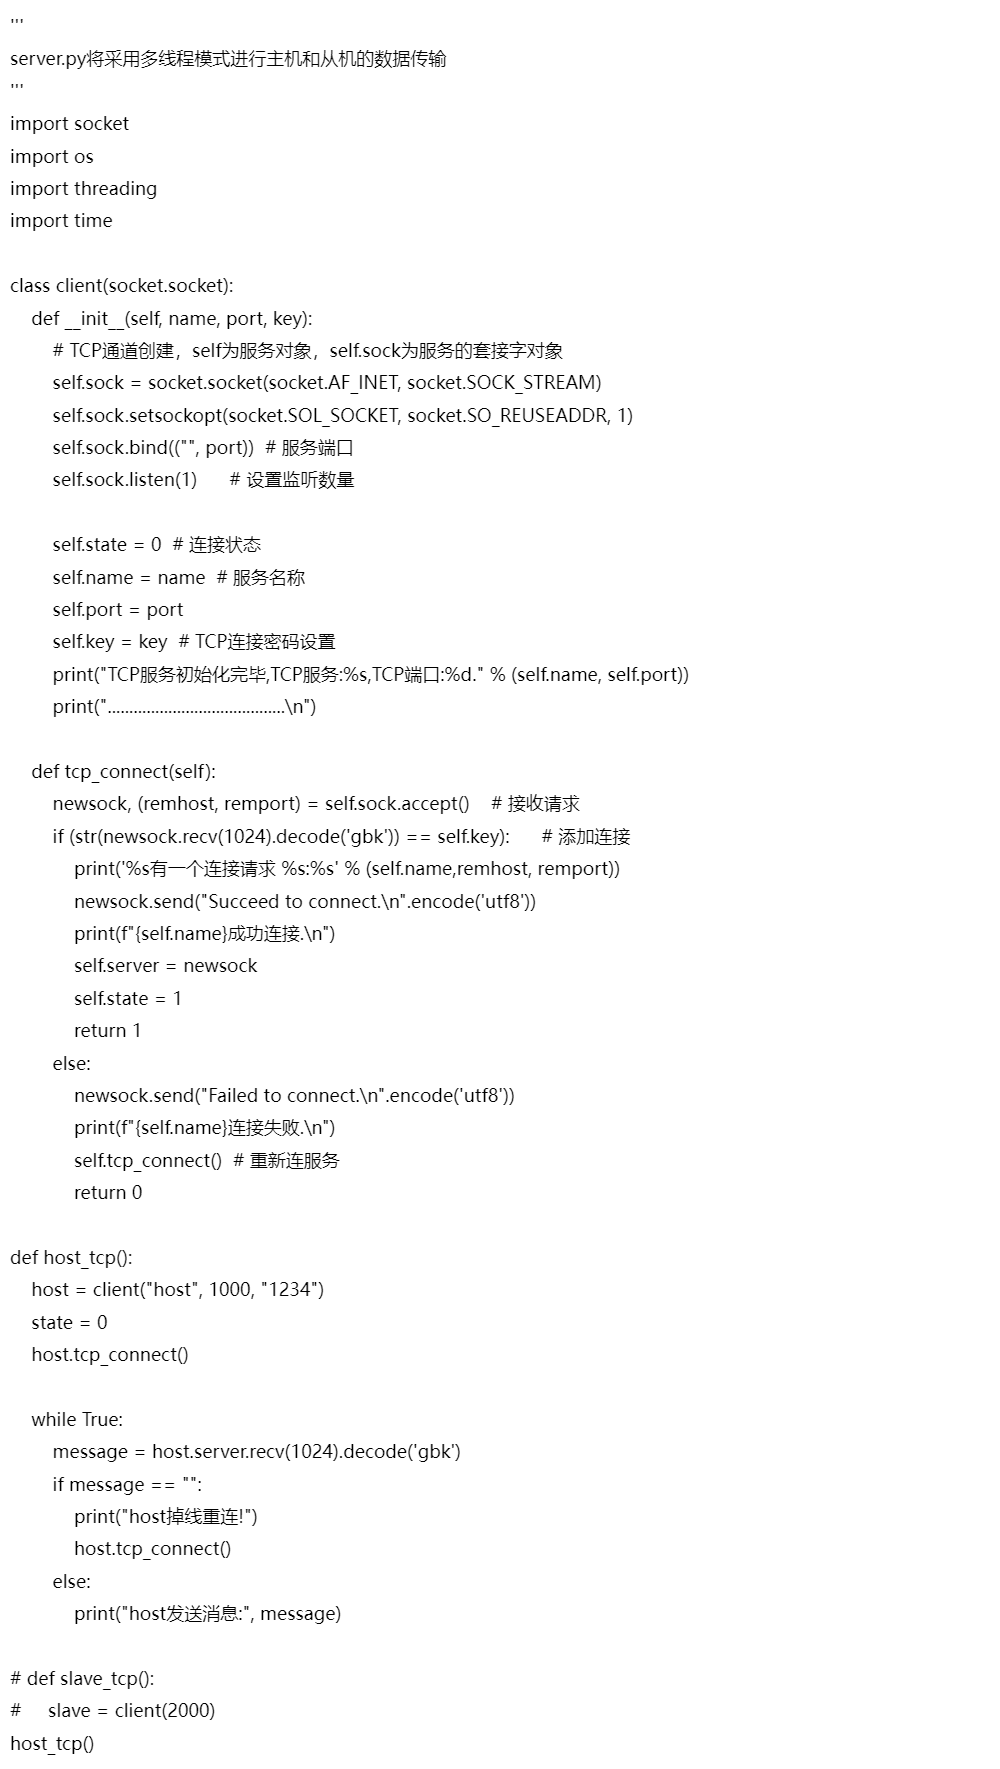 '''
server.py将采用多线程模式进行主机和从机的数据传输
'''
import socket
import os
import threading
import time
class client(socket.socket):
    def __init__(self, name, port, key):
        # TCP通道创建，self为服务对象，self.sock为服务的套接字对象
        self.sock = socket.socket(socket.AF_INET, socket.SOCK_STREAM)
        self.sock.setsockopt(socket.SOL_SOCKET, socket.SO_REUSEADDR, 1)
        self.sock.bind(("", port))  # 服务端口
        self.sock.listen(1)      # 设置监听数量
        self.state = 0  # 连接状态
        self.name = name  # 服务名称
        self.port = port
        self.key = key  # TCP连接密码设置
        print("TCP服务初始化完毕,TCP服务:%s,TCP端口:%d." % (self.name, self.port))
        print(".........................................\n")
    def tcp_connect(self):
        newsock, (remhost, remport) = self.sock.accept()    # 接收请求
        if (str(newsock.recv(1024).decode('gbk')) == self.key):      # 添加连接
            print('%s有一个连接请求 %s:%s' % (self.name,remhost, remport))
            newsock.send("Succeed to connect.\n".encode('utf8'))
            print(f"{self.name}成功连接.\n")
            self.server = newsock
            self.state = 1
            return 1
        else:
            newsock.send("Failed to connect.\n".encode('utf8'))
            print(f"{self.name}连接失败.\n")
            self.tcp_connect()  # 重新连服务
            return 0
def host_tcp():
    host = client("host", 1000, "1234")
    state = 0
    host.tcp_connect()
    while True:
        message = host.server.recv(1024).decode('gbk')
        if message == "":
            print("host掉线重连!")
            host.tcp_connect()
        else:
            print("host发送消息:", message)
# def slave_tcp():
#     slave = client(2000)
host_tcp()